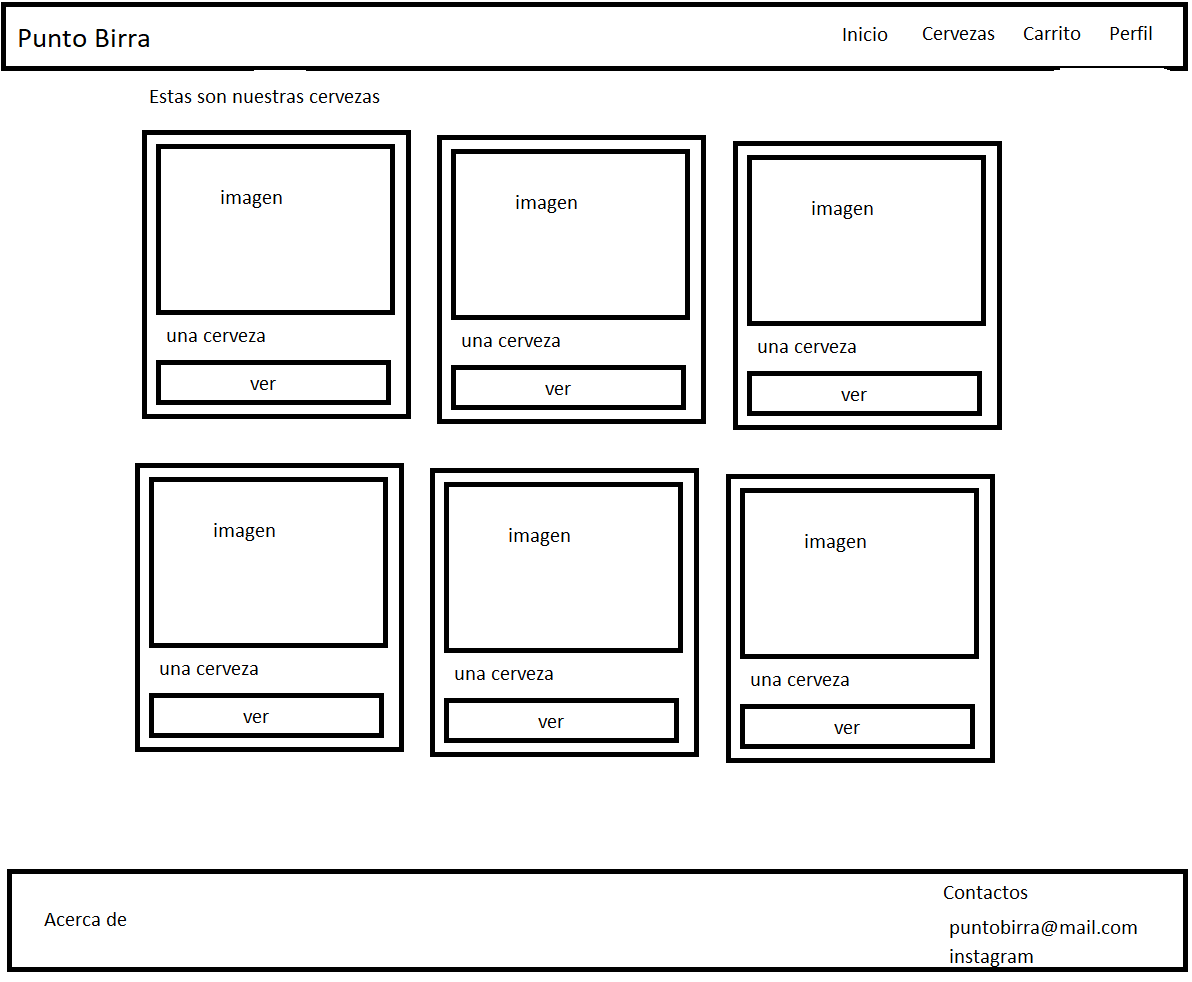 Punto Birra
Inicio Cervezas Carrito Perfil
Estas son nuestras cervezas
imagen
una cerveza
ver
imagen
una cerveza
ver
imagen
una cerveza
ver
imagen
una cerveza
ver
imagen
una cerveza
ver
imagen
una cerveza
ver
Acerca de
Contactos
puntobirra@mail.com
instagram